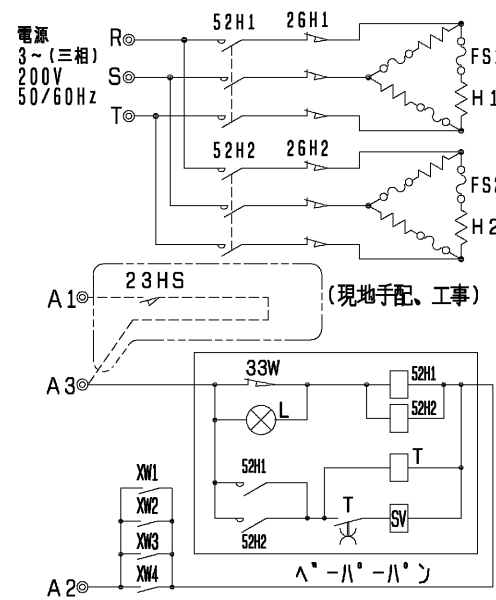 電源
3~(三相)
200V
50/60Hz
R
S
T
52H1
26H1
FS1
H1
52H2
26H2
FS2
H2
A1
23HS
(現地手配、工事)
A3
33W
52H1
L
52H2
T
52H1
T
SV
52H2
XW1
XW2
XW3
XW4
ペーパーパン
A2